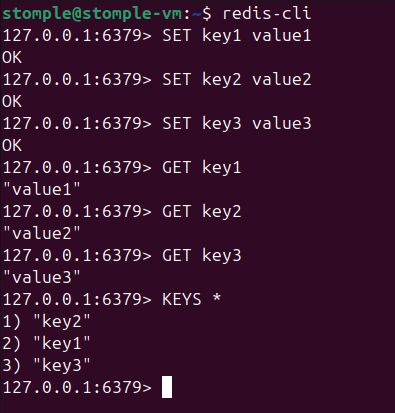 stomple@stomple-vm:~$ redis-cli
127.0.0.1:6379> SET key1 value1
OK
127.0.0.1:6379> SET key2 value2
OK
127.0.0.1:6379> SET key3 value3
OK
127.0.0.1:6379> GET key1
"value1"
127.0.0.1:6379> GET key2
"value2"
127.0.0.1:6379> GET key3
"value3"
127.0.0.1:6379> KEYS *
1) "key2"
2) "key1"
3) "key3"
127.0.0.1:6379>